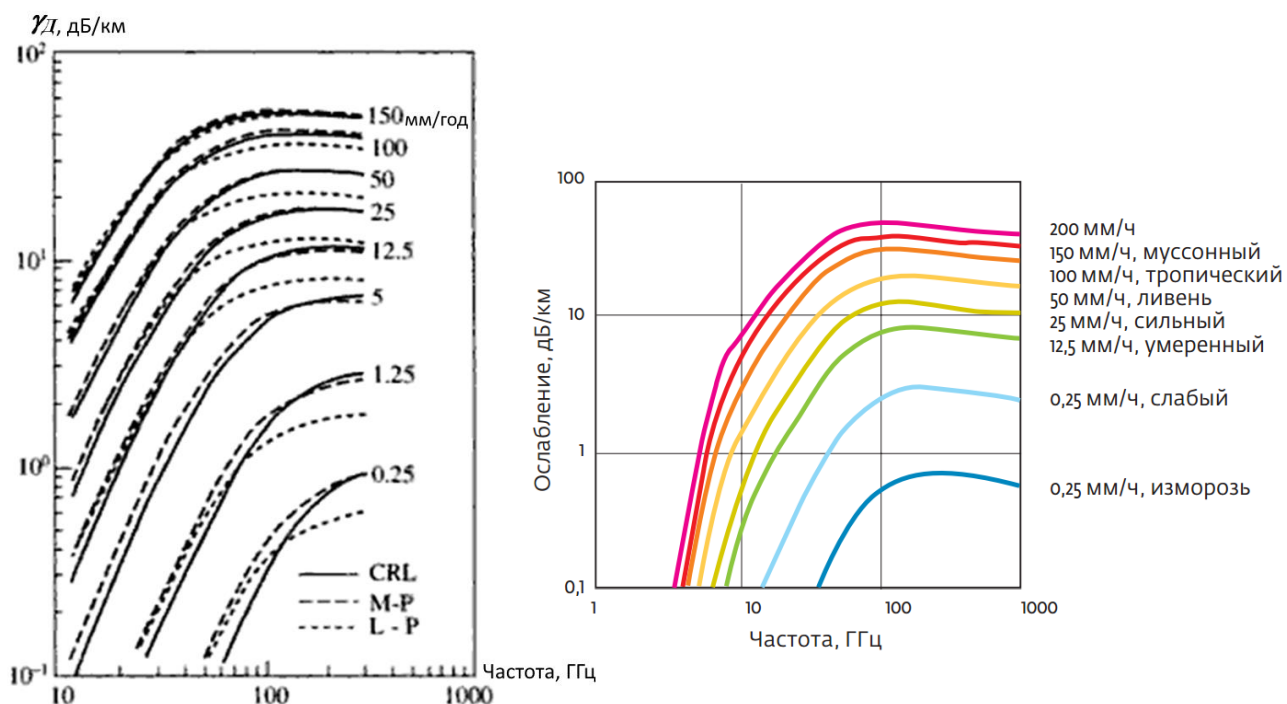 γД, дБ/км
10²
10¹
10⁰
10⁻¹
150 мм/год
100
50
25
12.5
5
1.25
0.25
CRL
M-P
L - P
10
100
1000
Частота, ГГц
Ослабление, дБ/км
100
10
1
0,1
200 мм/ч
150 мм/ч, муссонный
100 мм/ч, тропический
50 мм/ч, ливень
25 мм/ч, сильный
12,5 мм/ч, умеренный
0,25 мм/ч, слабый
0,25 мм/ч, изморозь
1
10
100
1000
Частота, ГГц